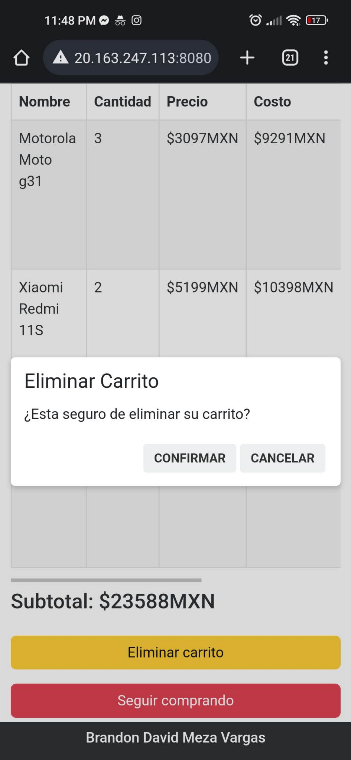 11:48 PM
17
20.163.247.113:8080
21
Nombre Cantidad Precio Costo
Motorola 3 $3097MXN $9291MXN
Moto
g31
Xiaomi 2 $5199MXN $10398MXN
Redmi
11S
Eliminar Carrito
¿Esta seguro de eliminar su carrito?
CONFIRMAR CANCELAR
Subtotal: $23588MXN
Eliminar carrito
Seguir comprando
Brandon David Meza Vargas